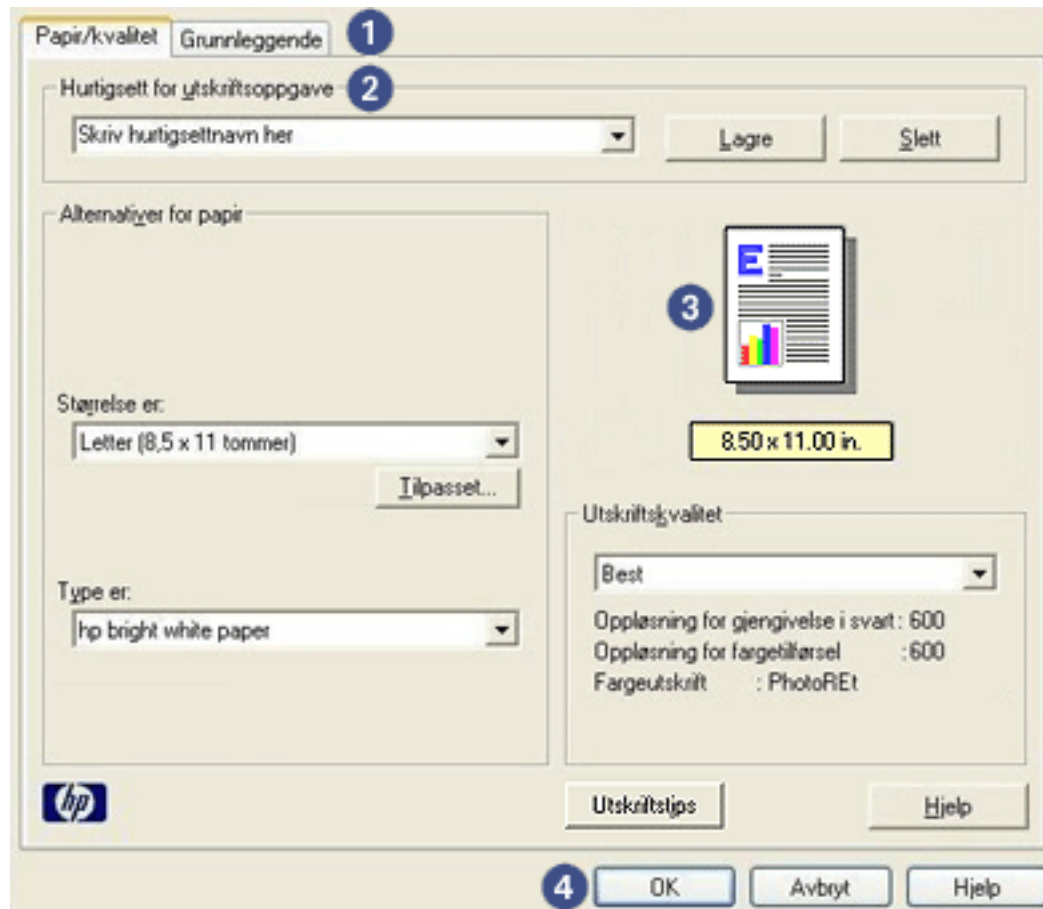 Papir/kvalitet Grunnleggende 1
Hurtigsett for utskriftsoppgave 2
Skriv hurtigsettnavn her Lagre Slett
Alternativer for papir
E
3
Størrelse er:
Letter (8,5 x 11 tommer)
8.50 x 11.00 in.
Tilpasset...
Utskriftskvalitet
Best
Type er:
hp bright white paper
Oppløsning for gjengivelse i svart : 600
Oppløsning for fargetilførsel : 600
Fargeutskrift : PhotoREt
hp Utskriftstips Hjelp
4 OK Avbryt Hjelp